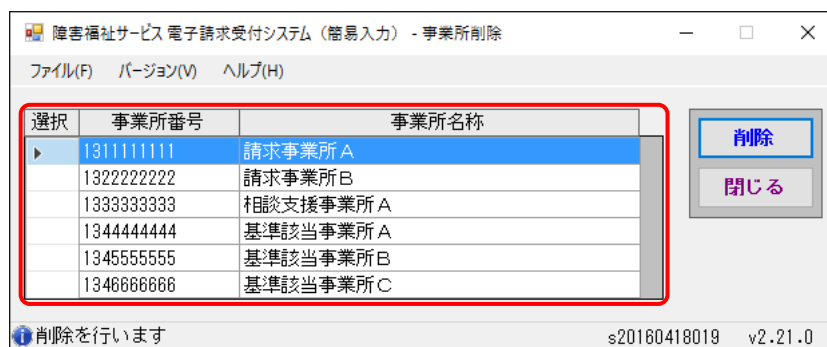 障害福祉サービス 電子請求受付システム（簡易入力） - 事業所削除
ファイル(F) バージョン(V) ヘルプ(H)
選択 事業所番号 事業所名称
1311111111 請求事業所Ａ
1322222222 請求事業所Ｂ
1333333333 相談支援事業所Ａ
1344444444 基準該当事業所Ａ
1345555555 基準該当事業所Ｂ
1346666666 基準該当事業所Ｃ
削除
閉じる
削除を行います s20160418019 v2.21.0